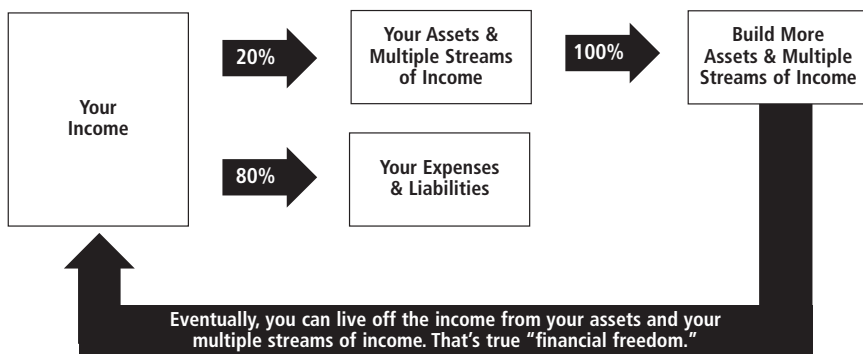 Your
Income
20%
Your Assets &
Multiple Streams
of Income
100%
Build More
Assets & Multiple
Streams of Income
80%
Your Expenses
& Liabilities
Eventually, you can live off the income from your assets and your
multiple streams of income. That's true “financial freedom.”